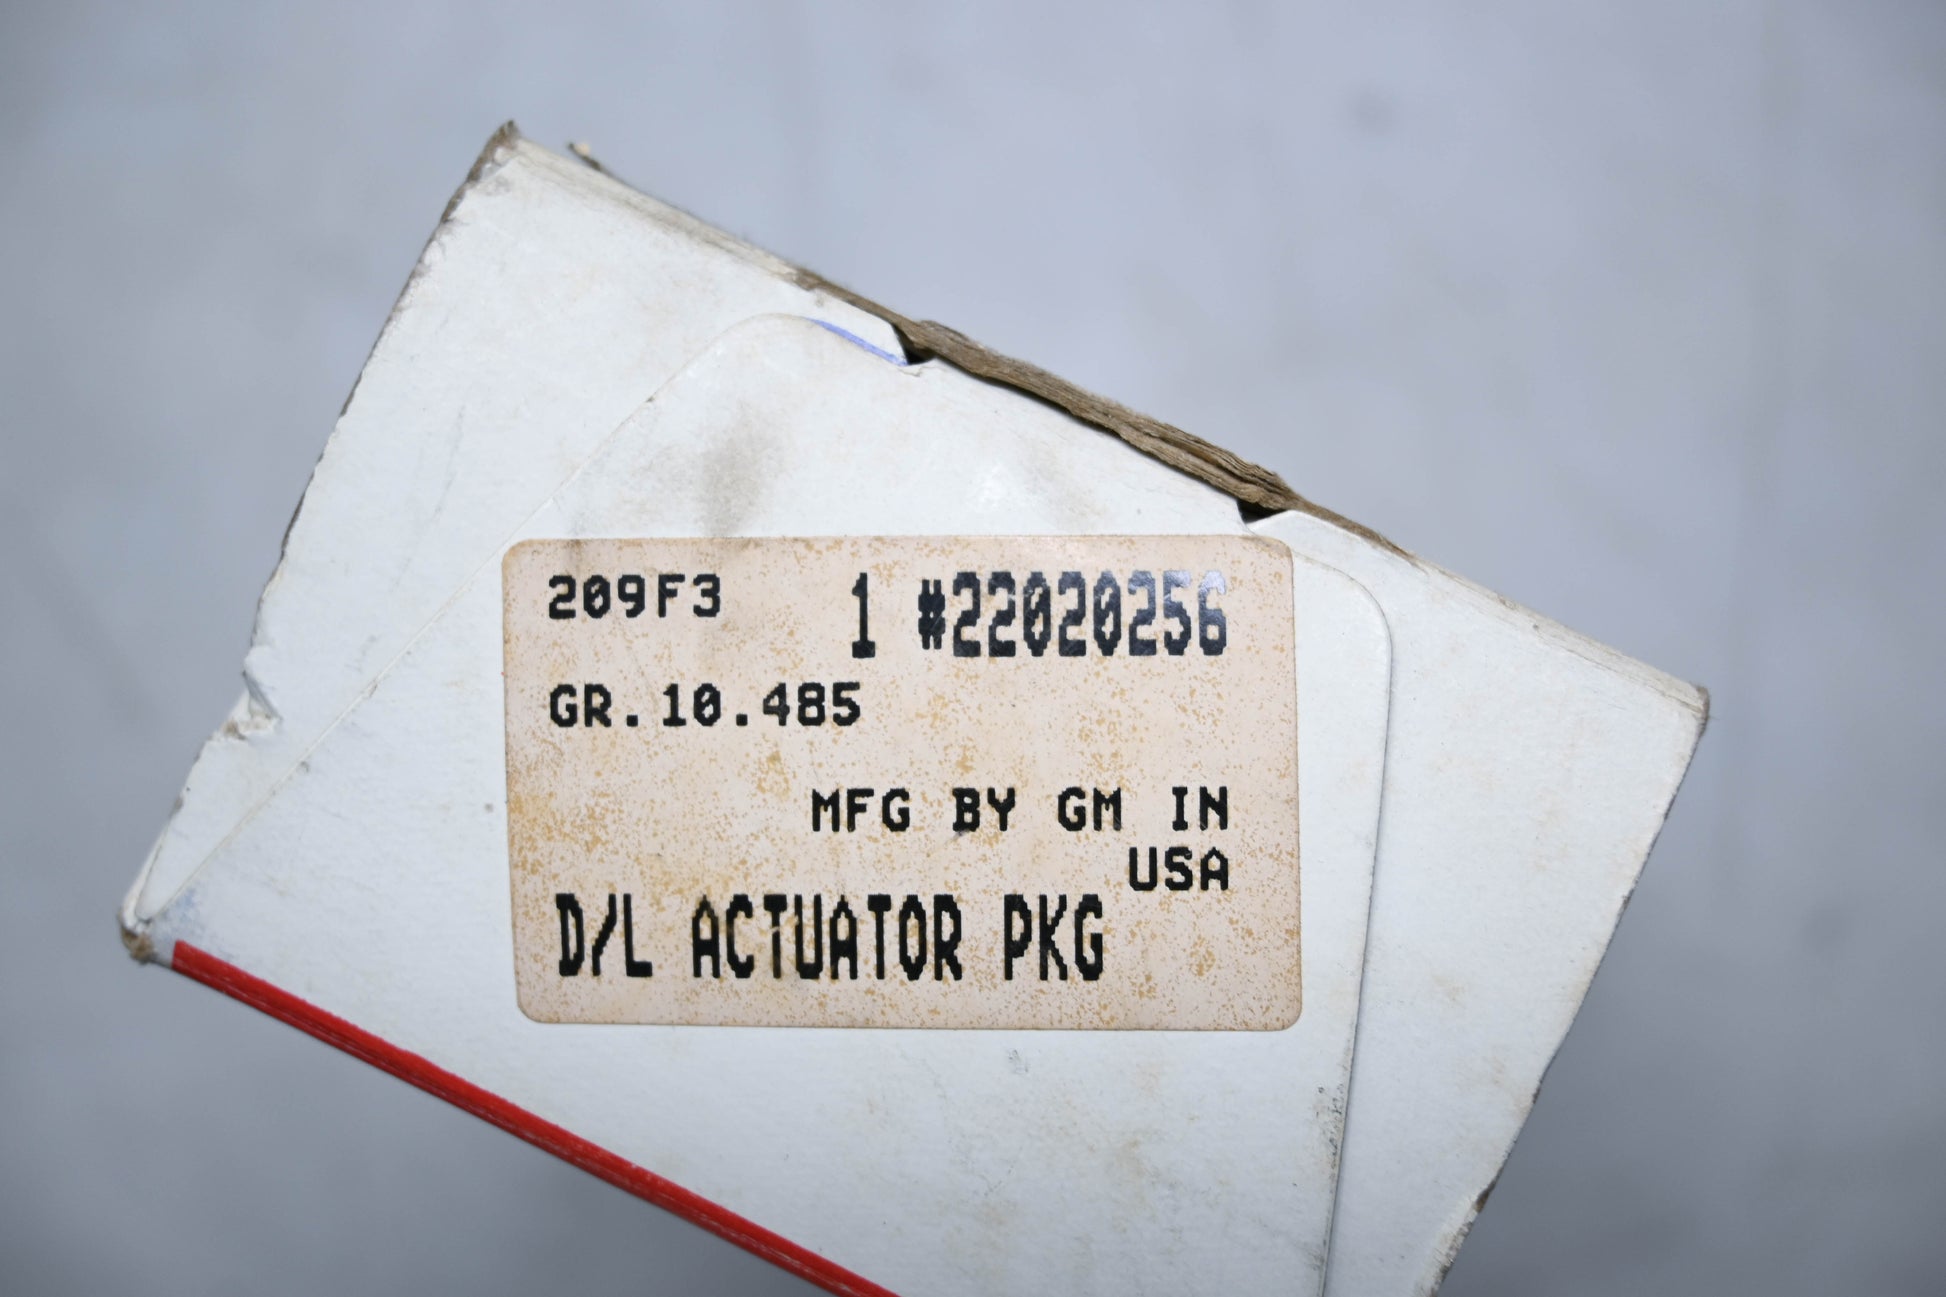 209F3 1 #22020256
GR.10.485
MFG BY GM IN
USA
D/L ACTUATOR PKG